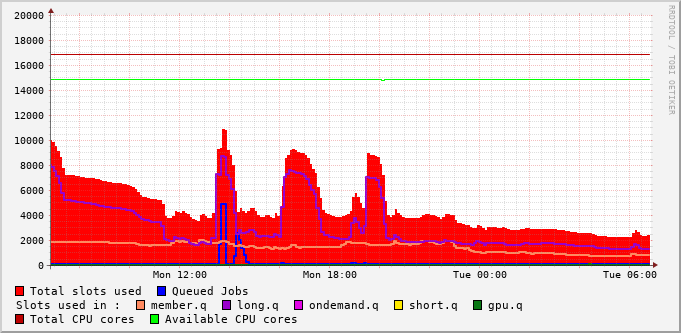 20000
18000
16000
14000
12000
10000
8000
6000
4000
2000
0
Mon 12:00 Mon 18:00 Tue 00:00 Tue 06:00
RRDTOOL / TOBI OETIKER
Total slots used Queued Jobs
Slots used in : member.q long.q ondemand.q short.q gpu.q
Total CPU cores Available CPU cores